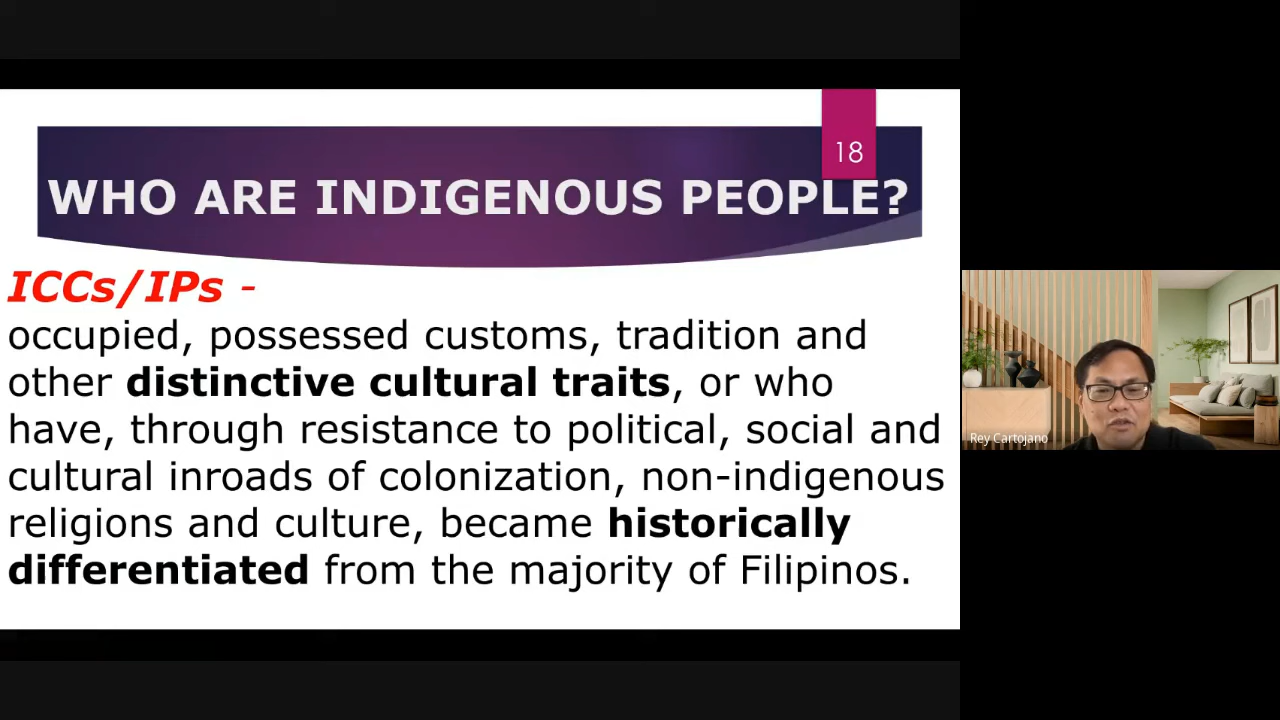 18
WHO ARE INDIGENOUS PEOPLE?
ICCs/IPs -
occupied, possessed customs, tradition and
other distinctive cultural traits, or who
have, through resistance to political, social and
cultural inroads of colonization, non-indigenous
religions and culture, became historically
differentiated from the majority of Filipinos.
Rey Cartojano